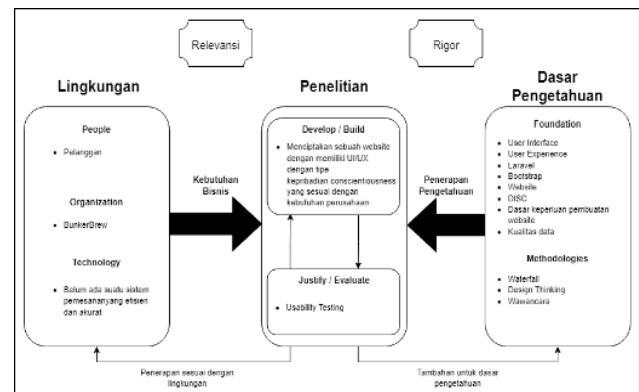 Relevansi
Rigor
Lingkungan
People
Pelanggan
Organization
BunkerBrew
Technology
Belum ada suatu sistem
pemesananyang efisien
dan akurat
Kebutuhan
Bisnis
Penelitian
Develop / Build
Menciptakan sebuah website
dengan memiliki UI/UX
dengan tipe
kepribadian conscientiousness
yang sesuai dengan
kebutuhan perusahaan
Justify / Evaluate
Usability Testing
Penerapan
Pengetahuan
Dasar
Pengetahuan
Foundation
User Interface
User Experience
Laravel
Bootstrap
Website
DISC
Dasar keperluan pembuatan
website
Kualitas data
Methodologies
Waterfall
Design Thinking
Wawancara
Penerapan sesuai dengan
lingkungan
Tambahan untuk dasar
pengetahuan